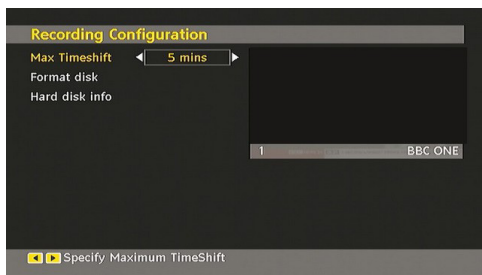 Recording Configuration
Max Timeshift 5 mins
Format disk
Hard disk info
1 BBC ONE
Specify Maximum TimeShift